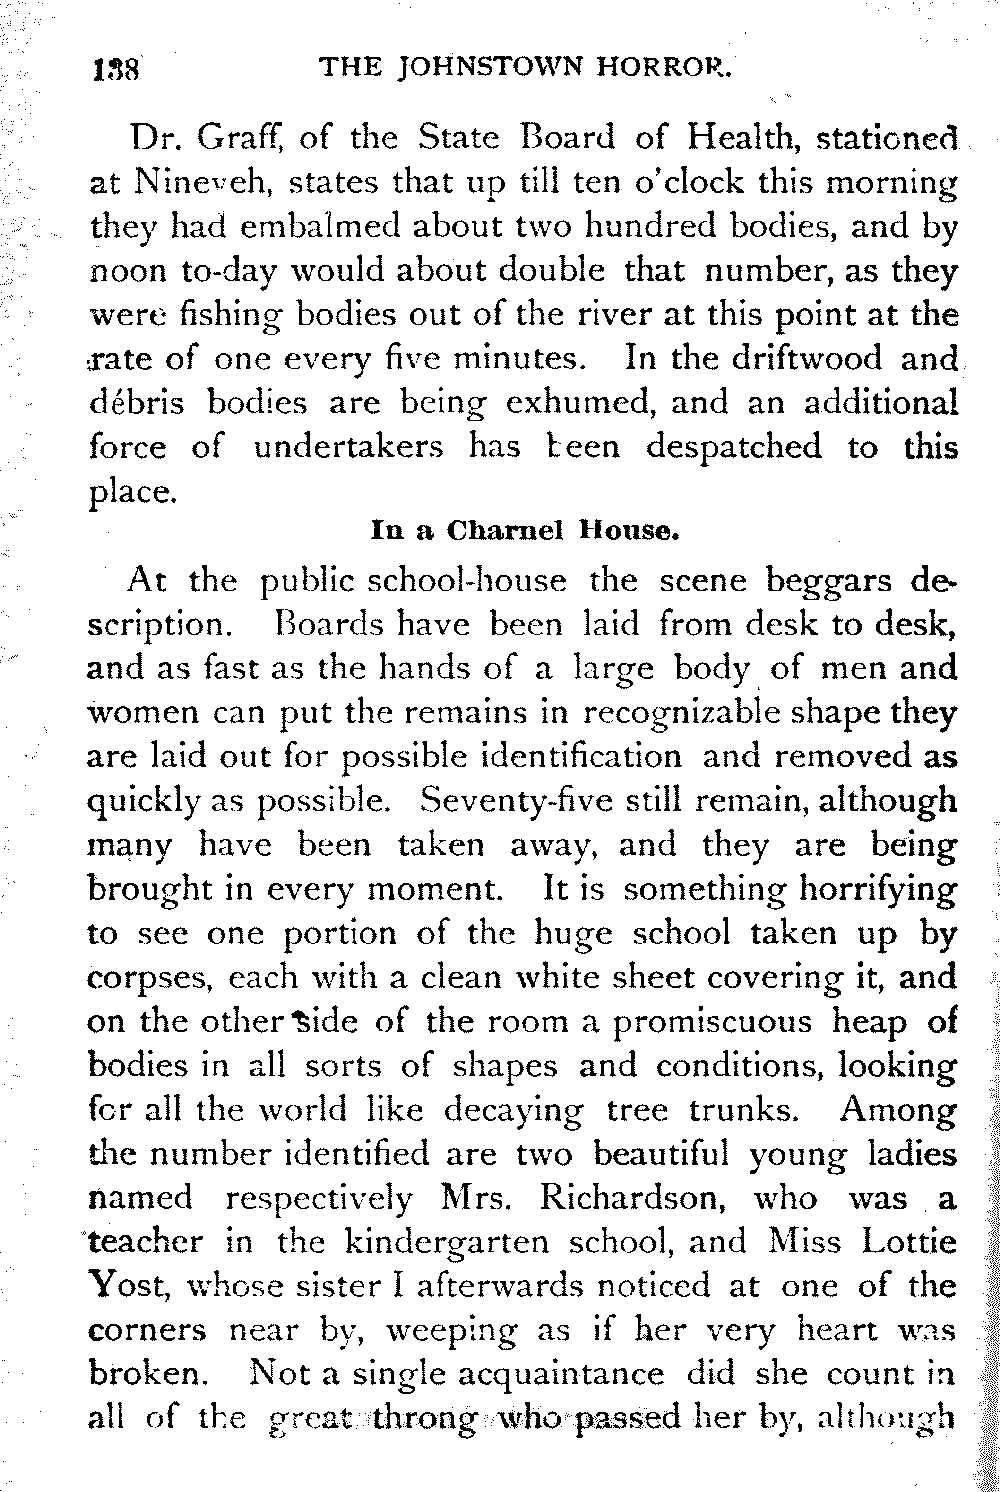 138 THE JOHNSTOWN HORROR.
Dr. Graff, of the State Board of Health, stationed
at Nineveh, states that up till ten o'clock this morning
they had embalmed about two hundred bodies, and by
noon to-day would about double that number, as they
were fishing bodies out of the river at this point at the
rate of one every five minutes. In the driftwood and
débris bodies are being exhumed, and an additional
force of undertakers has been despatched to this
place.
In a Charnel House.
At the public school-house the scene beggars de-
scription. Boards have been laid from desk to desk,
and as fast as the hands of a large body of men and
women can put the remains in recognizable shape they
are laid out for possible identification and removed as
quickly as possible. Seventy-five still remain, although
many have been taken away, and they are being
brought in every moment. It is something horrifying
to see one portion of the huge school taken up by
corpses, each with a clean white sheet covering it, and
on the other side of the room a promiscuous heap of
bodies in all sorts of shapes and conditions, looking
for all the world like decaying tree trunks. Among
the number identified are two beautiful young ladies
named respectively Mrs. Richardson, who was a
teacher in the kindergarten school, and Miss Lottie
Yost, whose sister I afterwards noticed at one of the
corners near by, weeping as if her very heart was
broken. Not a single acquaintance did she count in
all of the great throng who passed her by, although